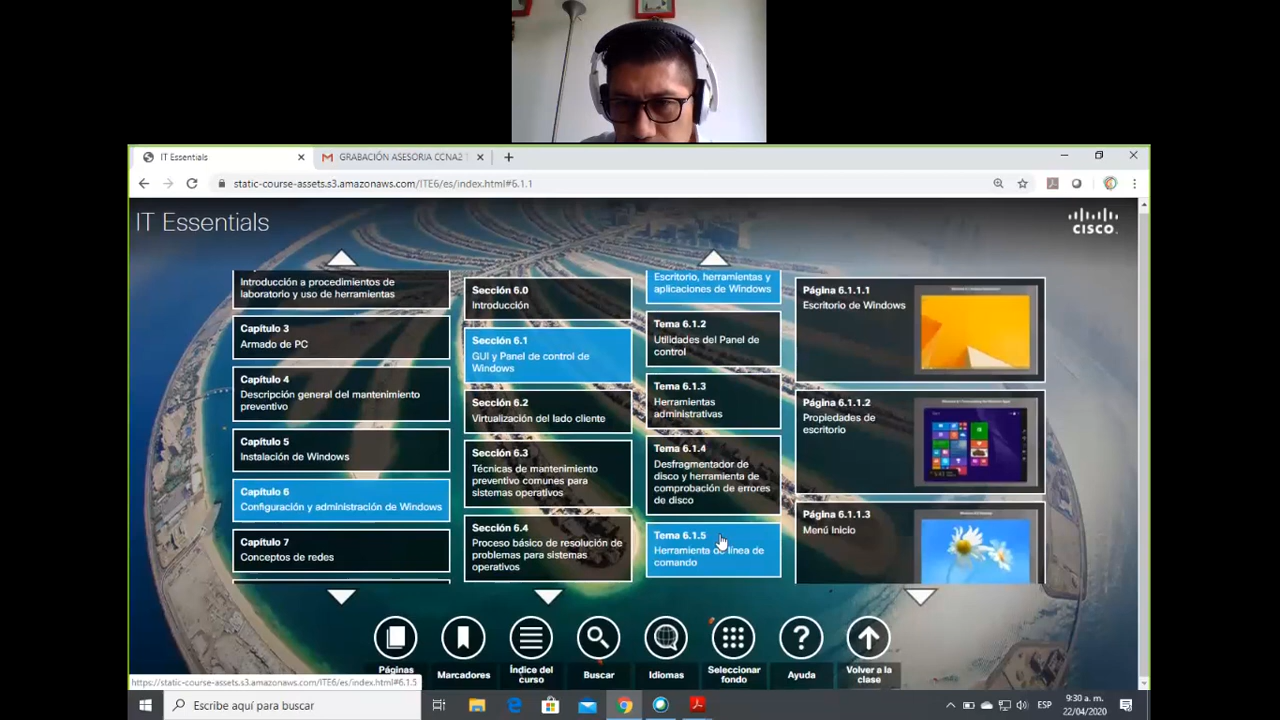 IT Essentials
GRABACIÓN ASESORIA CCNA2
static-course-assets.s3.amazonaws.com/ITE6/es/index.html#6.1.1
IT Essentials
CISCO
Introducción a procedimientos de
laboratorio y uso de herramientas
Capítulo 3
Armado de PC
Capítulo 4
Descripción general del mantenimiento
preventivo
Capítulo 5
Instalación de Windows
Capítulo 6
Configuración y administración de Windows
Capítulo 7
Conceptos de redes
Sección 6.0
Introducción
Sección 6.1
GUI y Panel de control de
Windows
Sección 6.2
Virtualización del lado cliente
Sección 6.3
Técnicas de mantenimiento
preventivo comunes para
sistemas operativos
Sección 6.4
Proceso básico de resolución de
problemas para sistemas
operativos
Escritorio, herramientas y
aplicaciones de Windows
Tema 6.1.2
Utilidades del Panel de
control
Tema 6.1.3
Herramientas
administrativas
Tema 6.1.4
Desfragmentador de
disco y herramienta de
comprobación de errores
de disco
Tema 6.1.5
Herramienta de línea de
comando
Página 6.1.1.1
Escritorio de Windows
Página 6.1.1.2
Propiedades de
escritorio
Página 6.1.1.3
Menú Inicio
Páginas
Marcadores
Índice del
curso
Buscar
Idiomas
Seleccionar
fondo
Ayuda
Volver a la
clase
https://static-course-assets.s3.amazonaws.com/ITE6/es/index.html#6.1.5
Escribe aquí para buscar
ESP
9:30 a. m.
22/04/2020